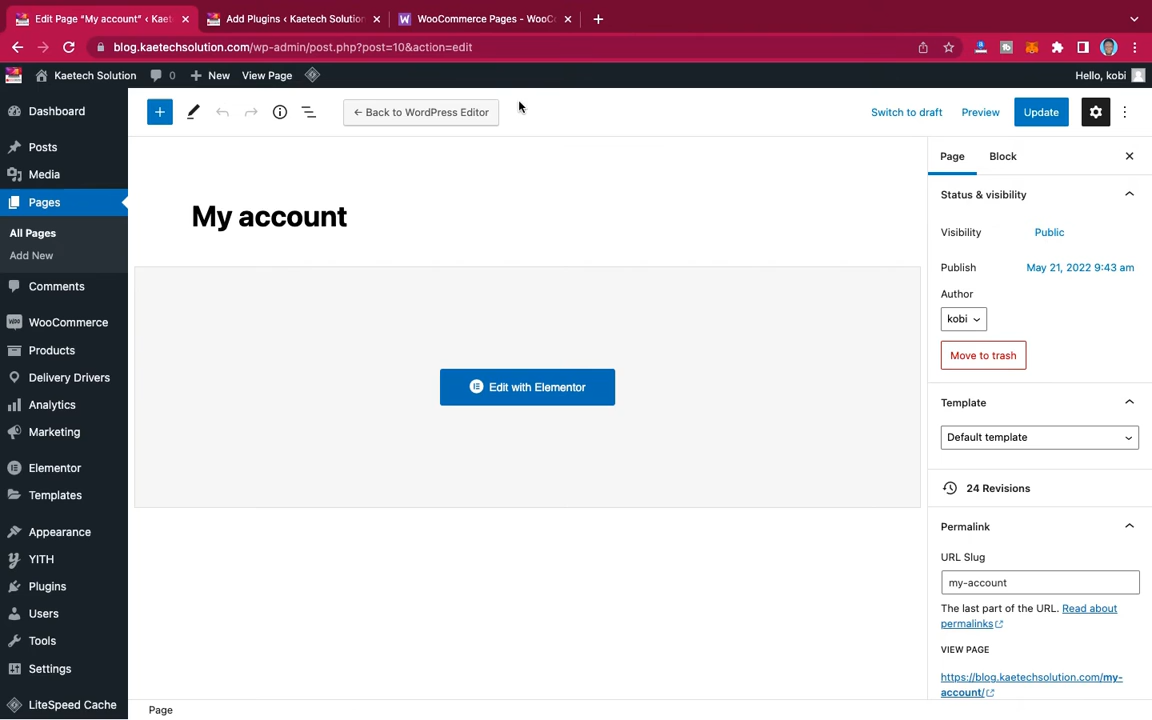 Edit Page “My account” ‹ Kaet
Add Plugins ‹ Kaetech Solution
WooCommerce Pages - WooC
blog.kaetechsolution.com/wp-admin/post.php?post=10&action=edit
Kaetech Solution
0
New
View Page
Hello, kobi
Dashboard
Posts
Media
Pages
All Pages
Add New
Comments
WooCommerce
Products
Delivery Drivers
Analytics
Marketing
Elementor
Templates
Appearance
YITH
Plugins
Users
Tools
Settings
LiteSpeed Cache
← Back to WordPress Editor
Switch to draft
Preview
Update
My account
Edit with Elementor
Page
Block
Status & visibility
Visibility
Public
Publish
May 21, 2022 9:43 am
Author
kobi
Move to trash
Template
Default template
24 Revisions
Permalink
URL Slug
my-account
The last part of the URL. Read about
permalinks
VIEW PAGE
https://blog.kaetechsolution.com/my-
account/
Page